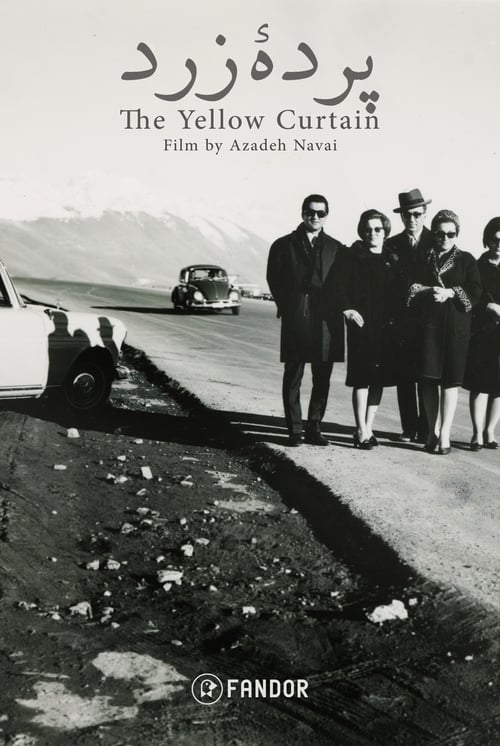 پردهٔ زرد
The Yellow Curtain
Film by Azadeh Navai
FANDOR